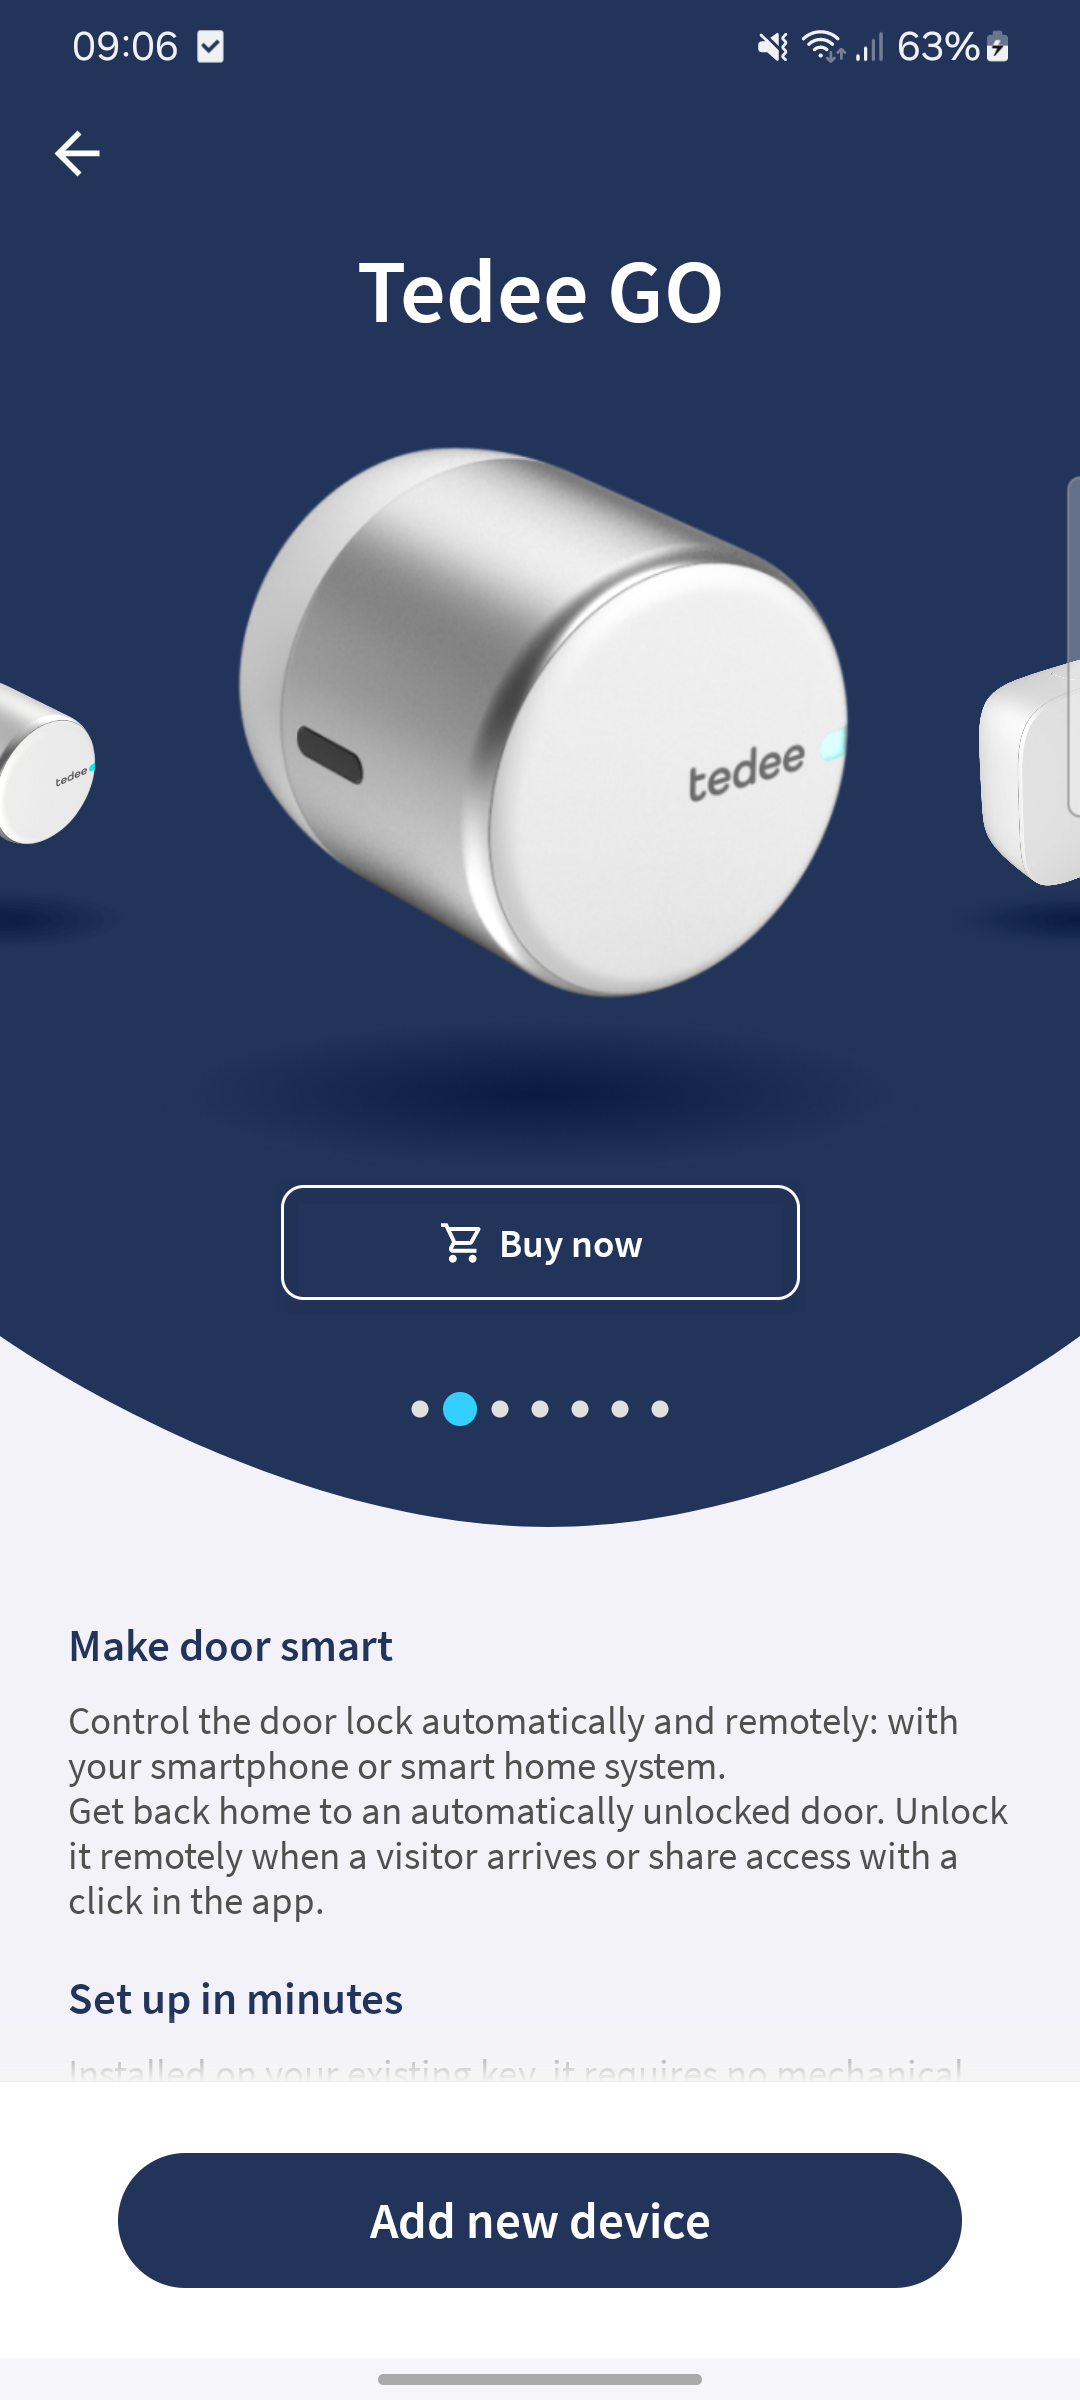 09:06
63%
Tedee GO
tedee
tedee
Buy now
Make door smart
Control the door lock automatically and remotely: with
your smartphone or smart home system.
Get back home to an automatically unlocked door. Unlock
it remotely when a visitor arrives or share access with a
click in the app.
Set up in minutes
Installed on your existing key, it requires no mechanical
Add new device